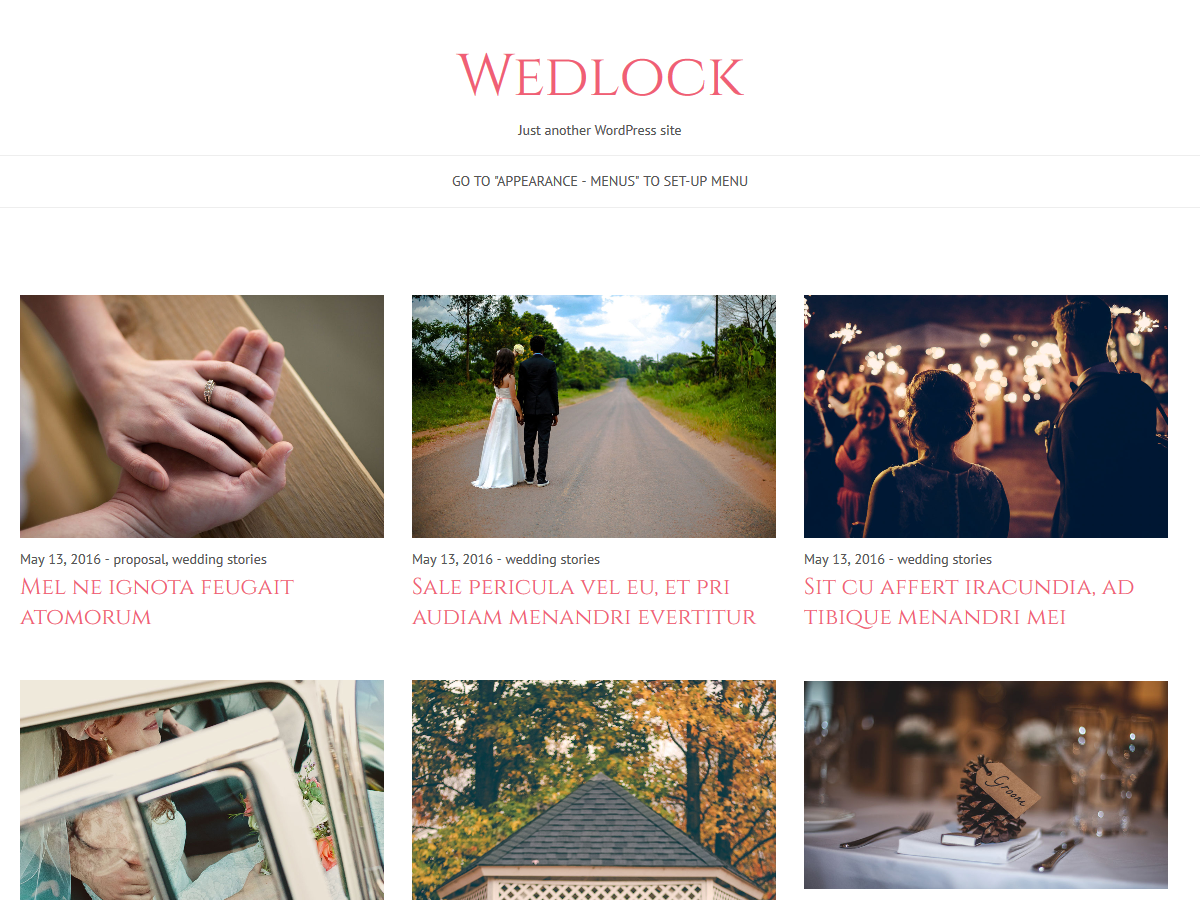 Wedlock
Just another WordPress site
GO TO "APPEARANCE - MENUS" TO SET-UP MENU
May 13, 2016 - proposal, wedding stories
Mel ne ignota feugait
atomorum
May 13, 2016 - wedding stories
Sale pericula vel eu, et pri
audiam menandri evertitur
May 13, 2016 - wedding stories
Sit cu affert iracundia, ad
tibique menandri mei
Groom